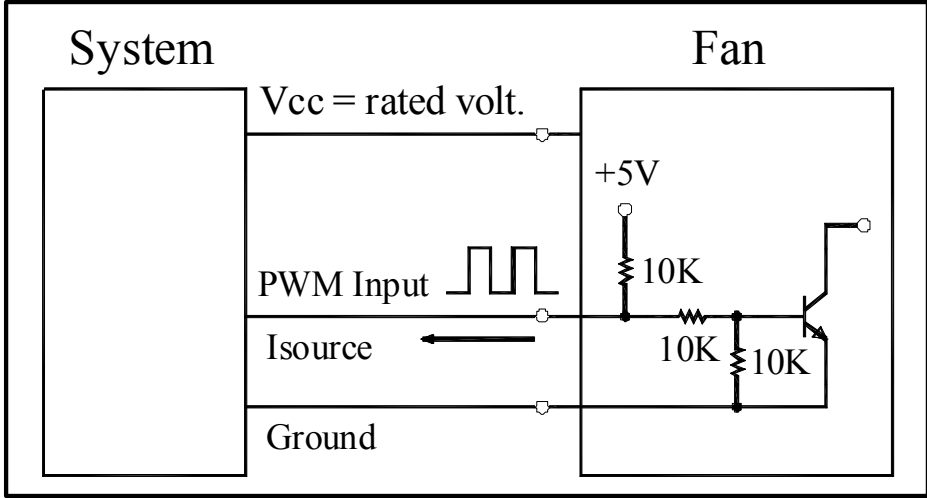 System
Fan
Vcc = rated volt.
+5V
10K
PWM Input
Isource
10K
10K
Ground